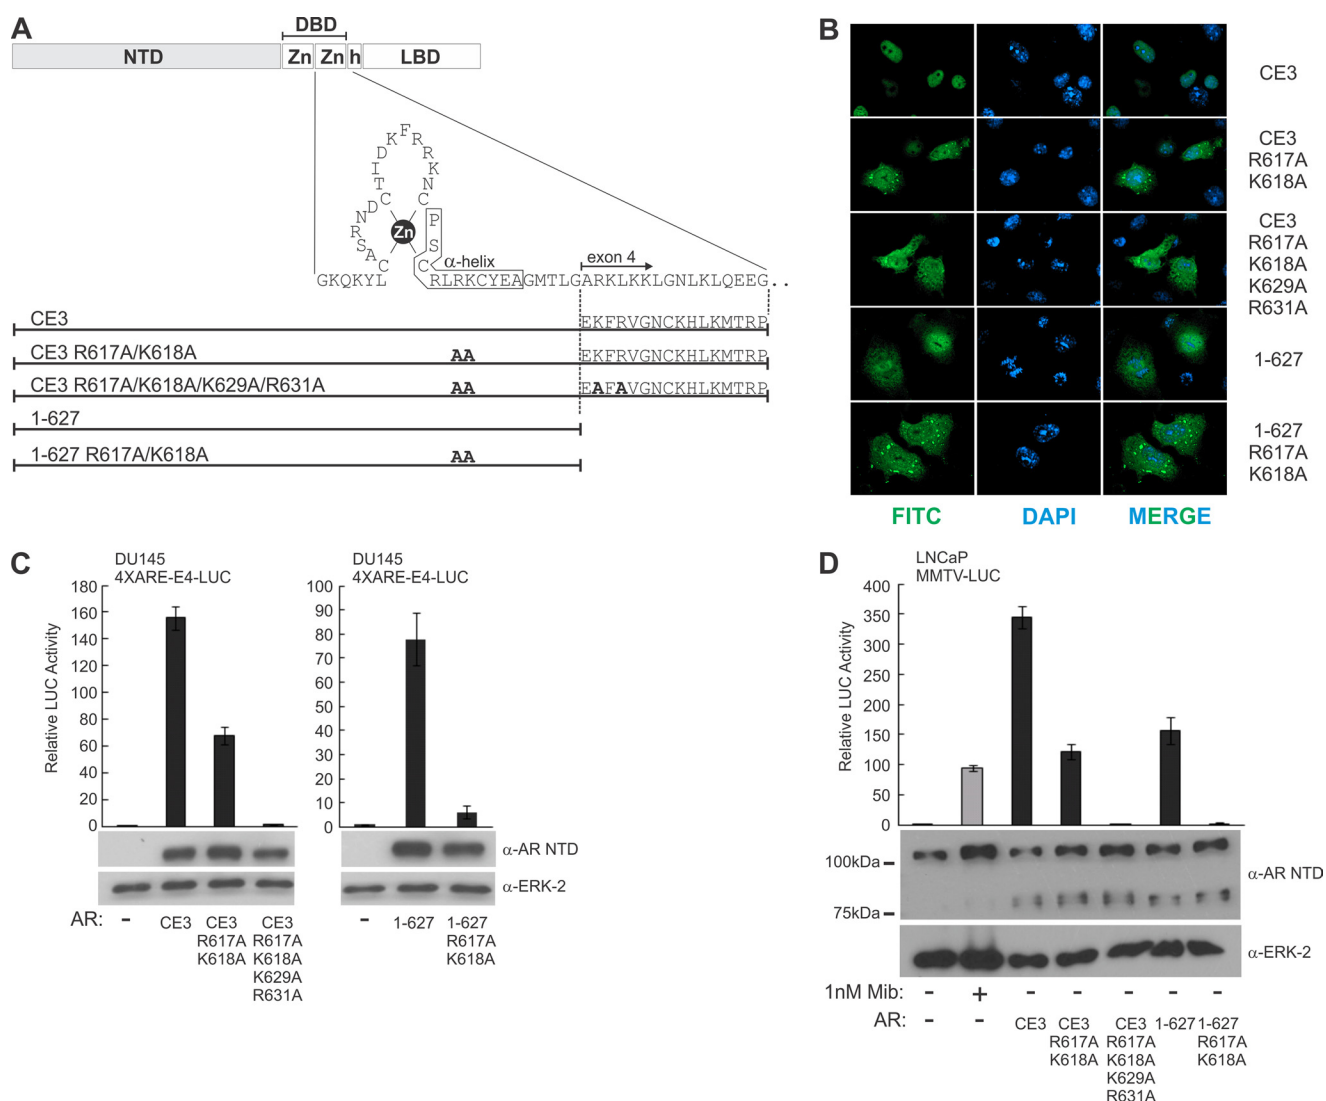 A
DBD
NTD
Zn
Zn
h
LBD
GKQKYLCASRNDCTIDKFRRKNCPSCRLRKCYEAGMTLGARKLKKLGNLKLQEEG..
Zn
α-helix
exon 4
CE3
EKFRVGNCKHLKMTRP
CE3 R617A/K618A
AA
EKFRVGNCKHLKMTRP
CE3 R617A/K618A/K629A/R631A
AA
EAFAVGNCKHLKMTRP
1-627
1-627 R617A/K618A
AA
B
CE3
CE3
R617A
K618A
CE3
R617A
K618A
K629A
R631A
1-627
1-627
R617A
K618A
FITC
DAPI
MERGE
C
DU145
4XARE-E4-LUC
Relative LUC Activity
180
160
140
120
100
80
60
40
20
0
DU145
4XARE-E4-LUC
100
90
80
70
60
50
40
30
20
10
0
α-AR NTD
α-ERK-2
AR:
-
CE3
CE3
R617A
K618A
CE3
R617A
K618A
K629A
R631A
-
1-627
1-627
R617A
K618A
D
LNCaP
MMTV-LUC
Relative LUC Activity
400
350
300
250
200
150
100
50
0
100kDa
75kDa
α-AR NTD
α-ERK-2
1nM Mib: - + - - - - -
AR: - -
CE3
CE3
R617A
K618A
CE3
R617A
K618A
K629A
R631A
1-627
1-627
R617A
K618A